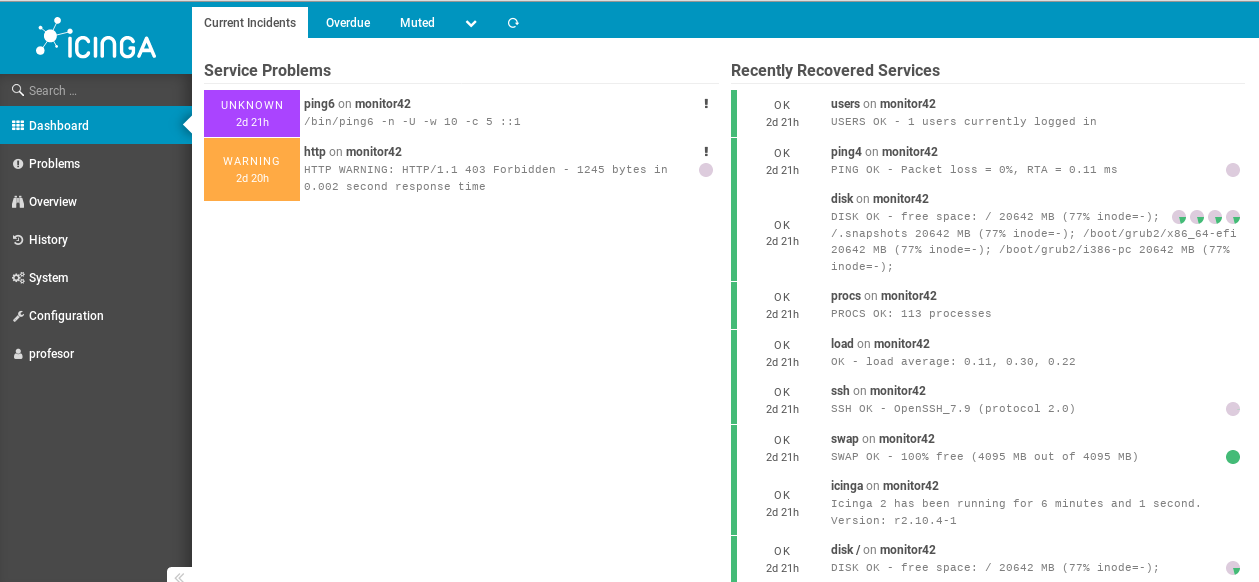 ICINGA
Current Incidents
Overdue
Muted
Search ...
Dashboard
Problems
Overview
History
System
Configuration
profesor
Service Problems
UNKNOWN
2d 21h
ping6 on monitor42
!
/bin/ping6 -n -U -w 10 -c 5 ::1
WARNING
2d 20h
http on monitor42
!
HTTP WARNING: HTTP/1.1 403 Forbidden - 1245 bytes in
0.002 second response time
Recently Recovered Services
OK
2d 21h
users on monitor42
USERS OK - 1 users currently logged in
OK
2d 21h
ping4 on monitor42
PING OK - Packet loss = 0%, RTA = 0.11 ms
OK
2d 21h
disk on monitor42
DISK OK - free space: / 20642 MB (77% inode=-);
/.snapshots 20642 MB (77% inode=-); /boot/grub2/x86_64-efi
20642 MB (77% inode=-); /boot/grub2/i386-pc 20642 MB (77%
inode=-);
OK
2d 21h
procs on monitor42
PROCS OK: 113 processes
OK
2d 21h
load on monitor42
OK - load average: 0.11, 0.30, 0.22
OK
2d 21h
ssh on monitor42
SSH OK - OpenSSH_7.9 (protocol 2.0)
OK
2d 21h
swap on monitor42
SWAP OK - 100% free (4095 MB out of 4095 MB)
OK
2d 21h
icinga on monitor42
Icinga 2 has been running for 6 minutes and 1 second.
Version: r2.10.4-1
OK
2d 21h
disk / on monitor42
DISK OK - free space: / 20642 MB (77% inode=-);